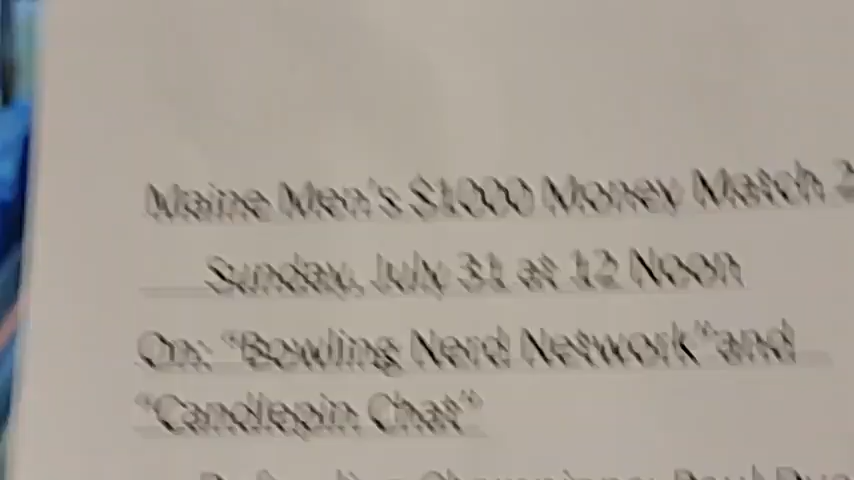 Maine Men's $1000 Money Match
Sunday, July 31 at 12 Noon
On: "Bowling Nerd Network"and
"Candlepin Chat"